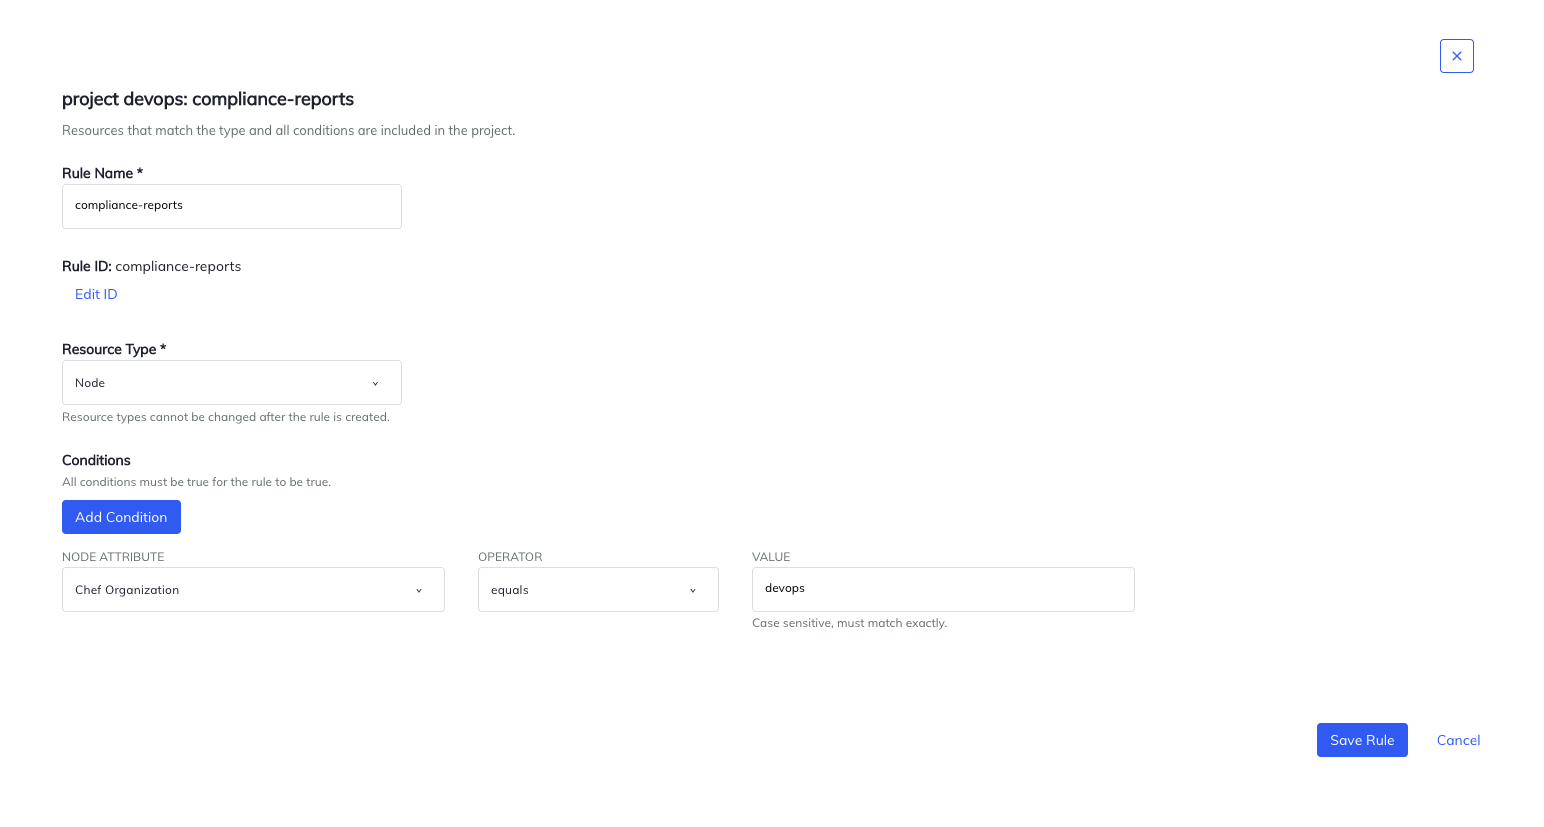 project devops: compliance-reports
Resources that match the type and all conditions are included in the project.
Rule Name *
compliance-reports
Rule ID: compliance-reports
Edit ID
Resource Type *
Node
Resource types cannot be changed after the rule is created.
Conditions
All conditions must be true for the rule to be true.
Add Condition
NODE ATTRIBUTE OPERATOR VALUE
Chef Organization equals devops
Case sensitive, must match exactly.
Save Rule Cancel